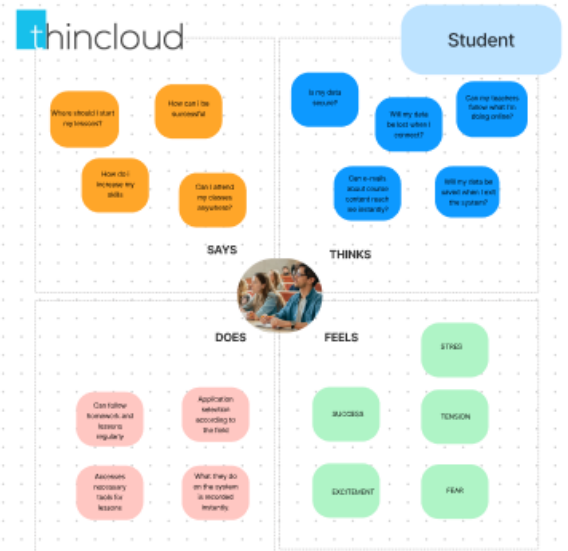 thincloud
Student
Where should I start
my lessons?
How can I be
successful
How do I
increase my
skills
Can I attend
my classes
anywhere?
SAYS
Is my data
secure?
Will my data
be lost when I
connect?
Can my teachers
follow what I'm
doing online?
Can e-mails
about course
content reach
me instantly?
Will my data be
saved when I exit
the system?
THINKS
DOES
Can follow
homework and
lessons
regularly
Application
selection
according to
the field
Accesses
necessary
tools for
lessons
What they do
on the system
is recorded
instantly.
FEELS
STRES
SUCCESS
TENSION
EXCITEMENT
FEAR